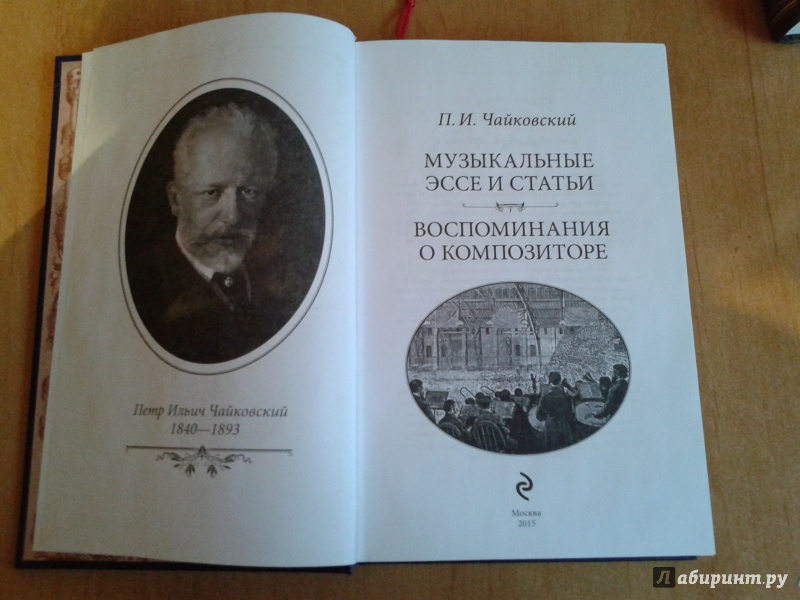 Петр Ильич Чайковский
1840—1893
П. И. Чайковский
МУЗЫКАЛЬНЫЕ
ЭССЕ И СТАТЬИ
ВОСПОМИНАНИЯ
О КОМПОЗИТОРЕ
Москва
2015
Лабиринт.ру